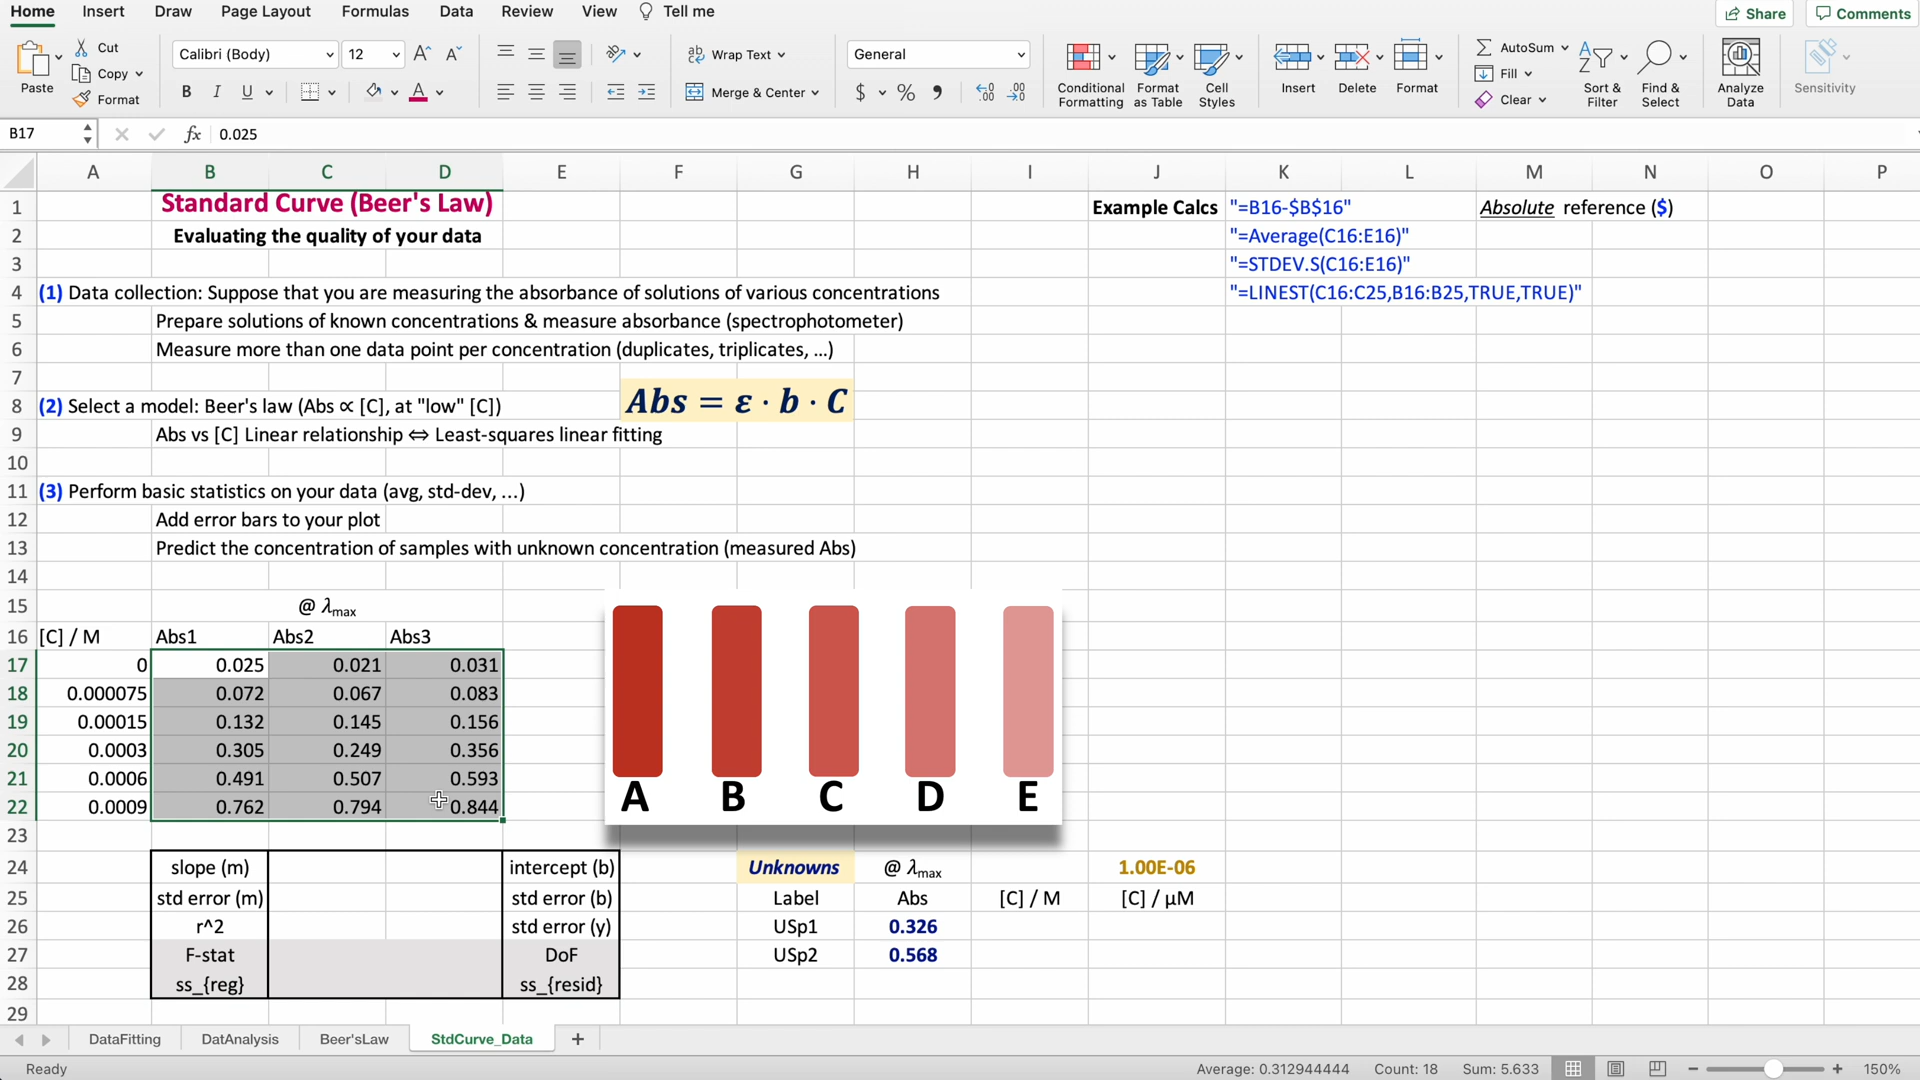 Home Insert Draw Page Layout Formulas Data Review View Tell me Share Comments
Paste Cut Copy Format
Calibri (Body) 12 A^ A˅
B I U A
Wrap Text
Merge & Center
General
$ % ,
Conditional Formatting
Format as Table
Cell Styles
Insert Delete Format
AutoSum
Fill
Clear
Sort & Filter
Find & Select
Analyze Data
Sensitivity
B17 fx 0.025
A B C D E F G H I J K L M N O P
1 Standard Curve (Beer's Law) Example Calcs "=B16-$B$16" Absolute reference ($)
2 Evaluating the quality of your data "=Average(C16:E16)"
3 "=STDEV.S(C16:E16)"
4 (1) Data collection: Suppose that you are measuring the absorbance of solutions of various concentrations "=LINEST(C16:C25,B16:B25,TRUE,TRUE)"
5 Prepare solutions of known concentrations & measure absorbance (spectrophotometer)
6 Measure more than one data point per concentration (duplicates, triplicates, ...)
7
8 (2) Select a model: Beer's law (Abs ∝ [C], at "low" [C]) Abs = ε · b · C
9 Abs vs [C] Linear relationship ⇔ Least-squares linear fitting
10
11 (3) Perform basic statistics on your data (avg, std-dev, ...)
12 Add error bars to your plot
13 Predict the concentration of samples with unknown concentration (measured Abs)
14
15 @ λmax
16 [C] / M Abs1 Abs2 Abs3
17 0 0.025 0.021 0.031
18 0.000075 0.072 0.067 0.083
19 0.00015 0.132 0.145 0.156
20 0.0003 0.305 0.249 0.356
21 0.0006 0.491 0.507 0.593
22 0.0009 0.762 0.794 0.844
A B C D E
23
24 slope (m) intercept (b) Unknowns @ λmax 1.00E-06
25 std error (m) std error (b) Label Abs [C] / M [C] / μM
26 r^2 std error (y) USp1 0.326
27 F-stat DoF USp2 0.568
28 ss_{reg} ss_{resid}
29
DataFitting DatAnalysis Beer'sLaw StdCurve_Data +
Ready Average: 0.312944444 Count: 18 Sum: 5.633 − + 150%